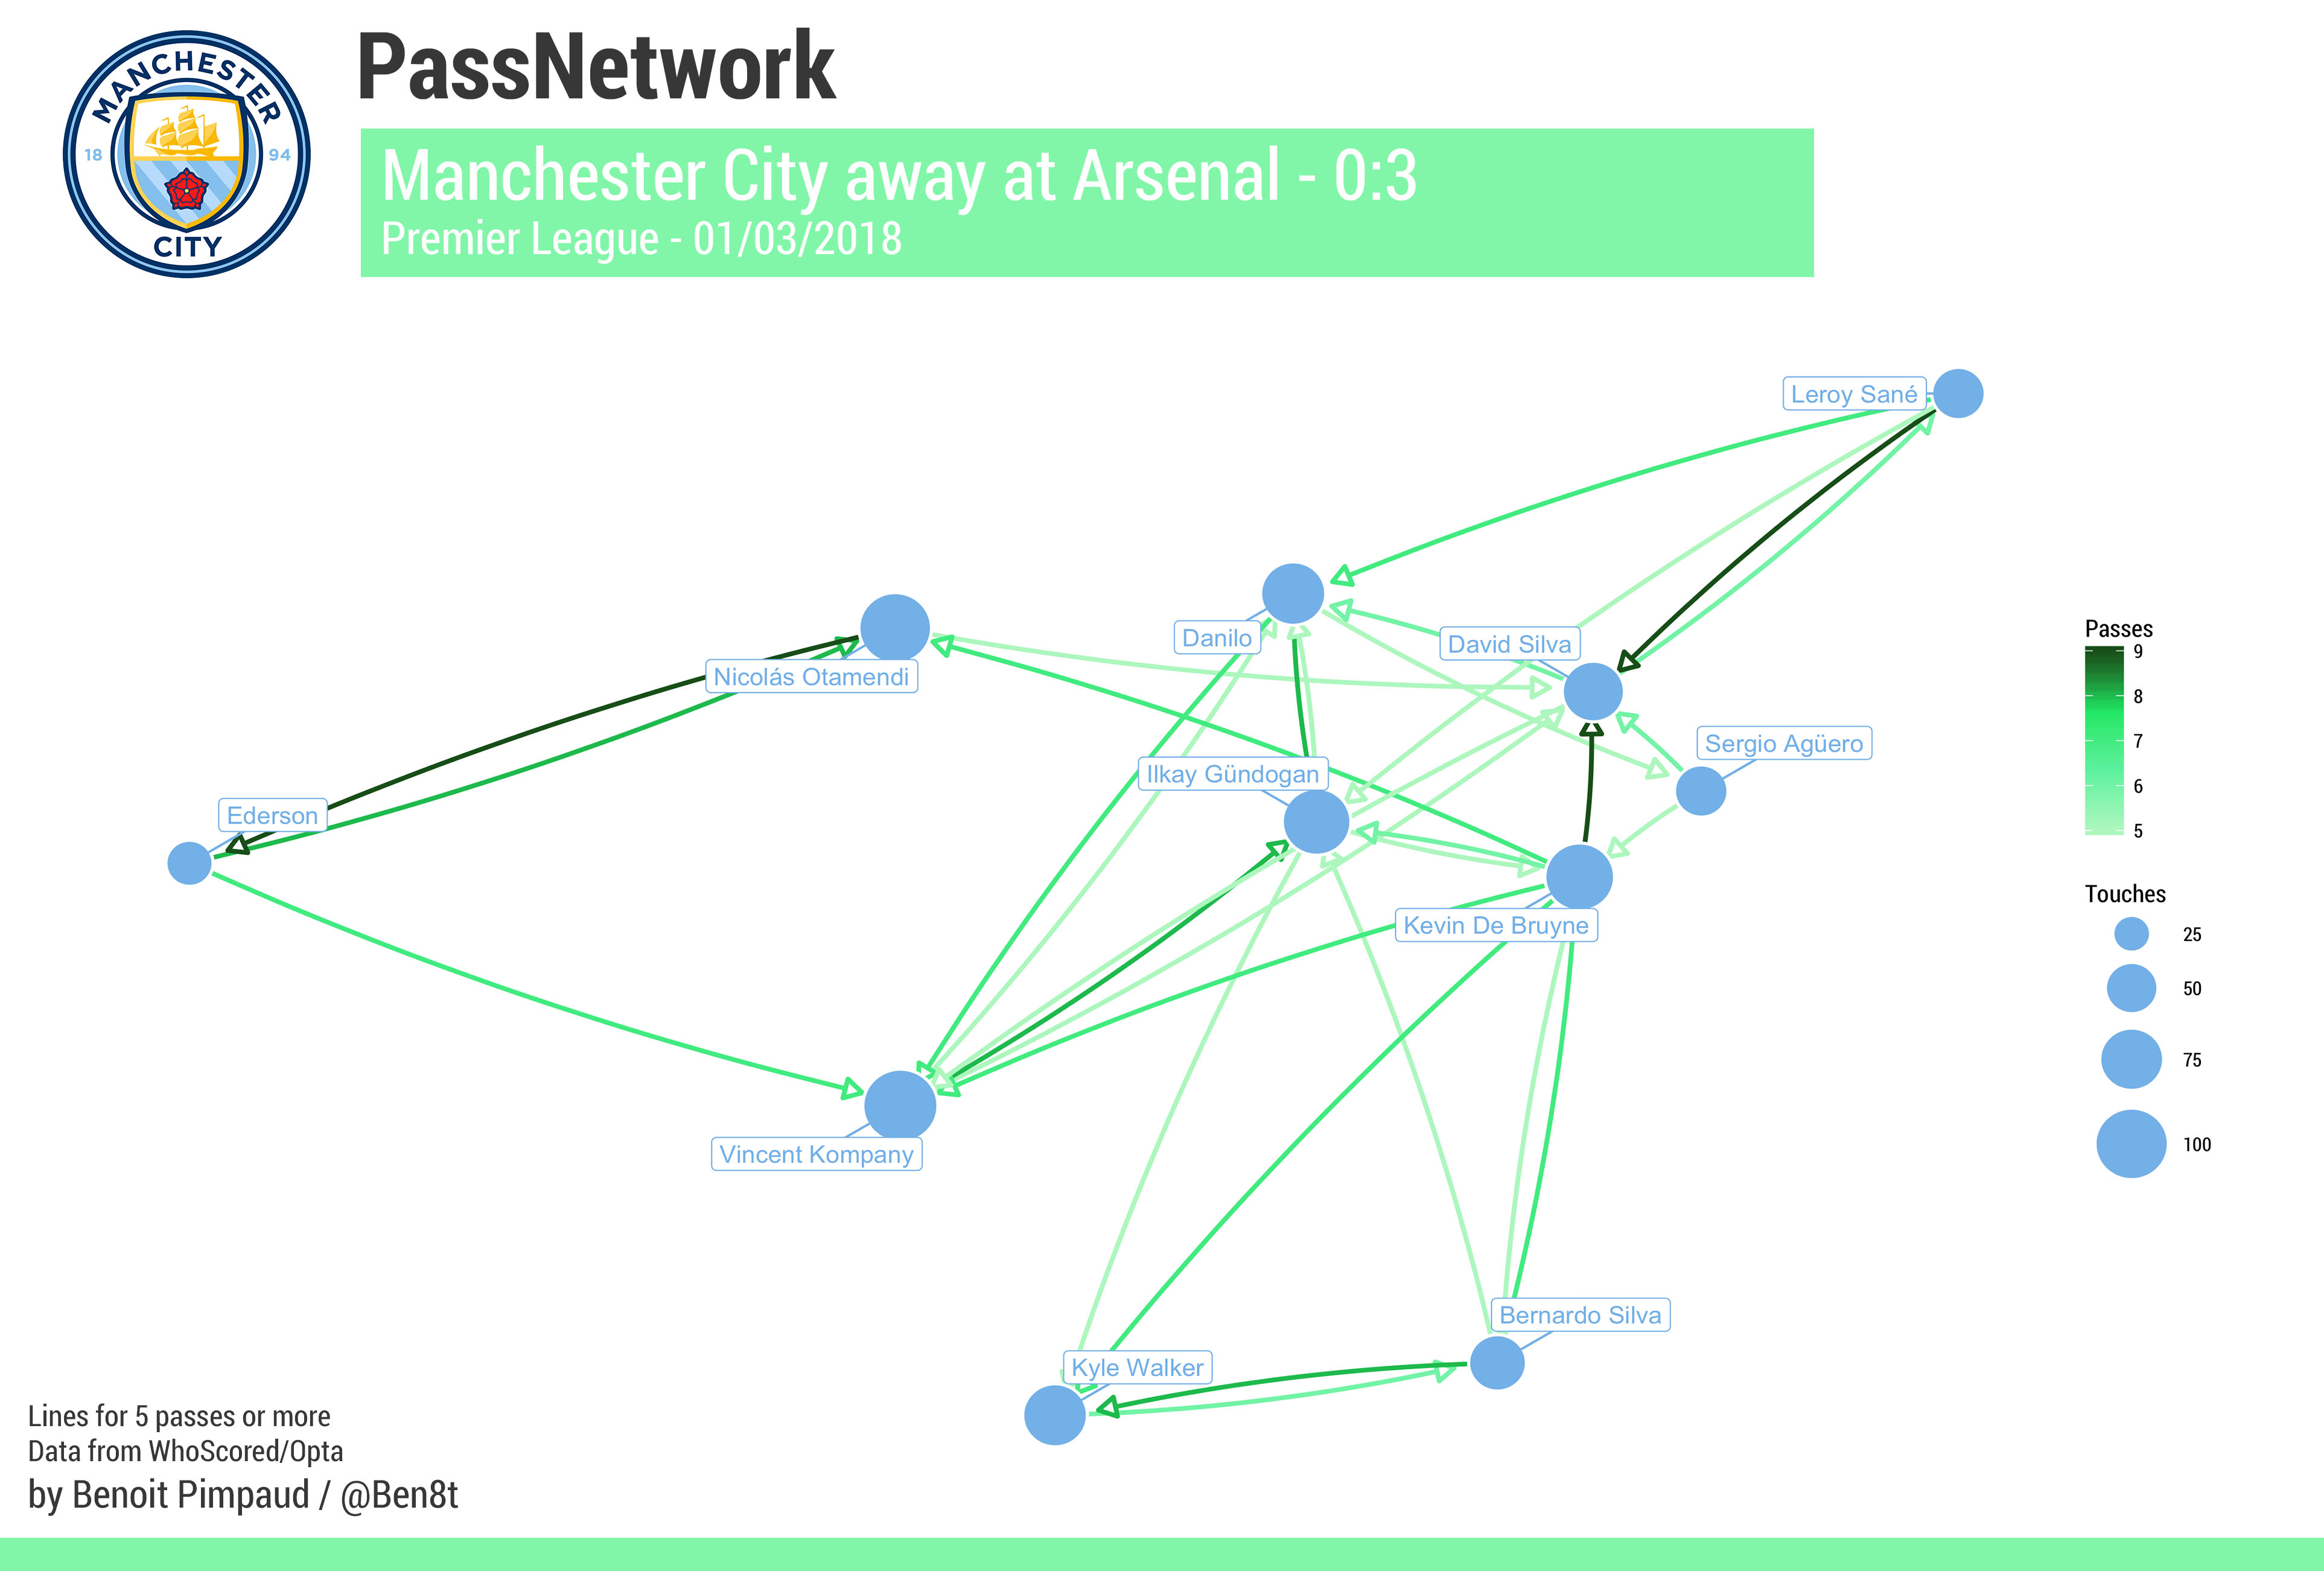 MANCHESTER
18 94
CITY
PassNetwork
Manchester City away at Arsenal - 0:3
Premier League - 01/03/2018
Leroy Sané
Danilo
David Silva
Nicolás Otamendi
Sergio Agüero
Ilkay Gündogan
Ederson
Kevin De Bruyne
Vincent Kompany
Bernardo Silva
Kyle Walker
Passes
9
8
7
6
5
Touches
25
50
75
100
Lines for 5 passes or more
Data from WhoScored/Opta
by Benoit Pimpaud / @Ben8t